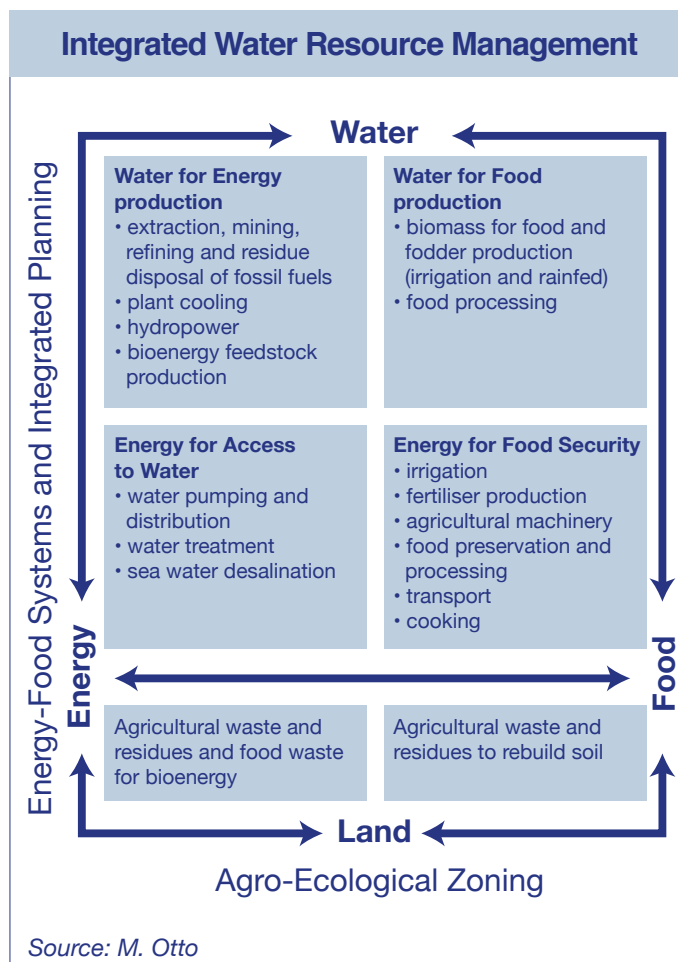 Integrated Water Resource Management
Energy-Food Systems and Integrated Planning
Water
Water for Energy
production
• extraction, mining,
refining and residue
disposal of fossil fuels
• plant cooling
• hydropower
• bioenergy feedstock
production
Water for Food
production
• biomass for food and
fodder production
(irrigation and rainfed)
• food processing
Energy for Access
to Water
• water pumping and
distribution
• water treatment
• sea water desalination
Energy for Food Security
• irrigation
• fertiliser production
• agricultural machinery
• food preservation and
processing
• transport
• cooking
Energy
Food
Agricultural waste and
residues and food waste
for bioenergy
Agricultural waste and
residues to rebuild soil
Land
Agro-Ecological Zoning
Source: M. Otto